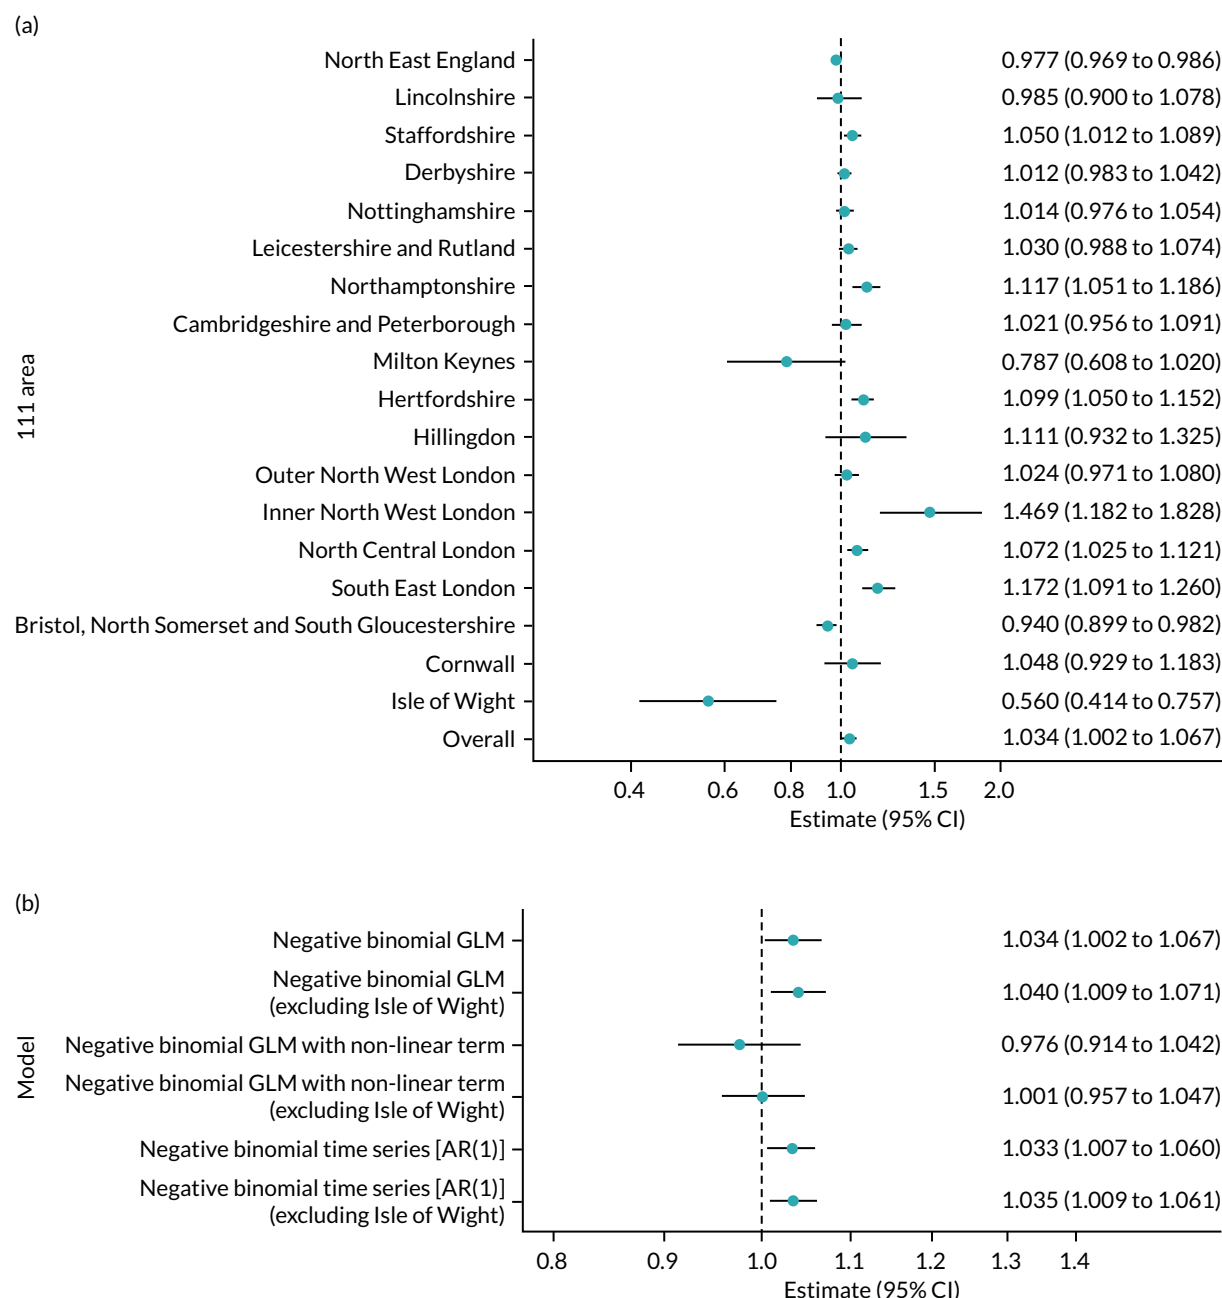 (a)
North East England 0.977 (0.969 to 0.986)
Lincolnshire 0.985 (0.900 to 1.078)
Staffordshire 1.050 (1.012 to 1.089)
Derbyshire 1.012 (0.983 to 1.042)
Nottinghamshire 1.014 (0.976 to 1.054)
Leicestershire and Rutland 1.030 (0.988 to 1.074)
Northamptonshire 1.117 (1.051 to 1.186)
Cambridgeshire and Peterborough 1.021 (0.956 to 1.091)
Milton Keynes 0.787 (0.608 to 1.020)
Hertfordshire 1.099 (1.050 to 1.152)
Hillingdon 1.111 (0.932 to 1.325)
Outer North West London 1.024 (0.971 to 1.080)
Inner North West London 1.469 (1.182 to 1.828)
North Central London 1.072 (1.025 to 1.121)
South East London 1.172 (1.091 to 1.260)
Bristol, North Somerset and South Gloucestershire 0.940 (0.899 to 0.982)
Cornwall 1.048 (0.929 to 1.183)
Isle of Wight 0.560 (0.414 to 0.757)
Overall 1.034 (1.002 to 1.067)
111 area
0.4 0.6 0.8 1.0 1.5 2.0
Estimate (95% CI)
(b)
Negative binomial GLM 1.034 (1.002 to 1.067)
Negative binomial GLM
(excluding Isle of Wight) 1.040 (1.009 to 1.071)
Negative binomial GLM with non-linear term 0.976 (0.914 to 1.042)
Negative binomial GLM with non-linear term
(excluding Isle of Wight) 1.001 (0.957 to 1.047)
Negative binomial time series [AR(1)] 1.033 (1.007 to 1.060)
Negative binomial time series [AR(1)]
(excluding Isle of Wight) 1.035 (1.009 to 1.061)
Model
0.8 0.9 1.0 1.1 1.2 1.3 1.4
Estimate (95% CI)